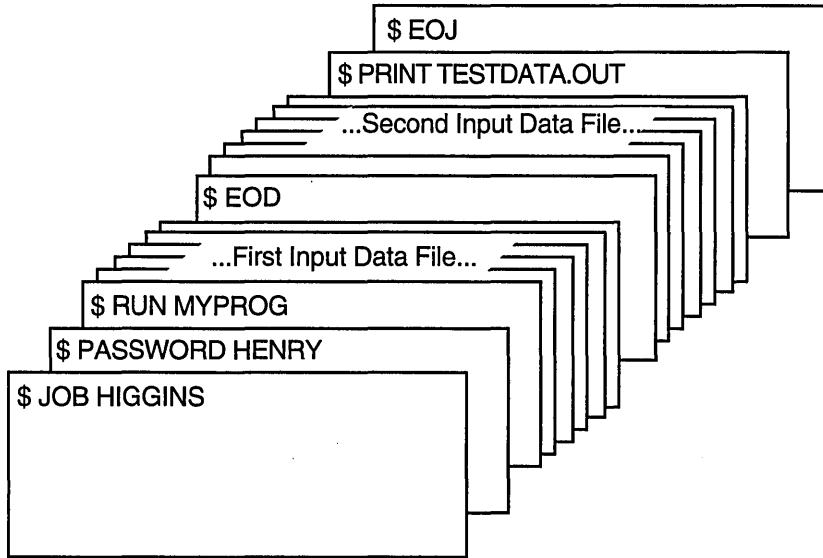 $ EOJ
$ PRINT TESTDATA.OUT
...Second Input Data File...
$ EOD
...First Input Data File...
$ RUN MYPROG
$ PASSWORD HENRY
$ JOB HIGGINS